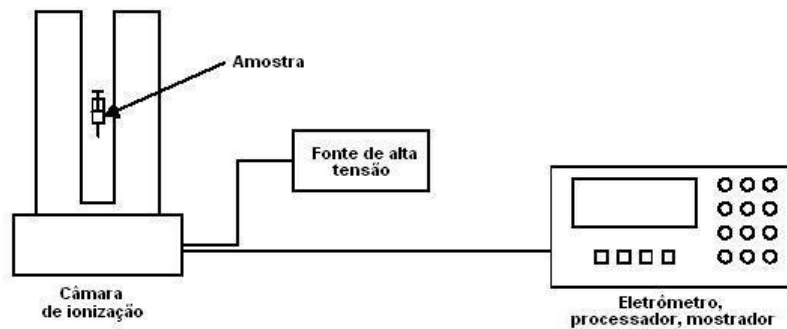 Amostra
Fonte de alta
tensão
Câmara
de ionização
Eletrômetro,
processador, mostrador